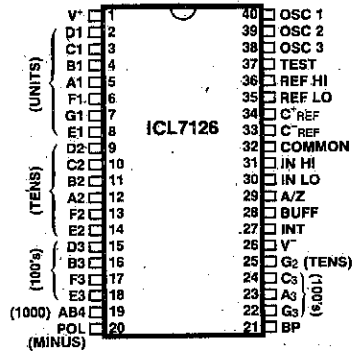 V+ 1 40 OSC 1
D1 2 39 OSC 2
C1 3 38 OSC 3
B1 4 37 TEST
(UNITS) A1 5 36 REF HI
F1 6 35 REF LO
G1 7 34 C+REF
E1 8 ICL7126 33 C-REF
D2 9 32 COMMON
C2 10 31 IN HI
B2 11 30 IN LO
(TENS) A2 12 29 A/Z
F2 13 28 BUFF
E2 14 27 INT
D3 15 26 V-
(100's) B3 16 25 G2 (TENS)
F3 17 24 C3
E3 18 23 A3 (100's)
(1000) AB4 19 22 G3
POL 20 21 BP
(MINUS)